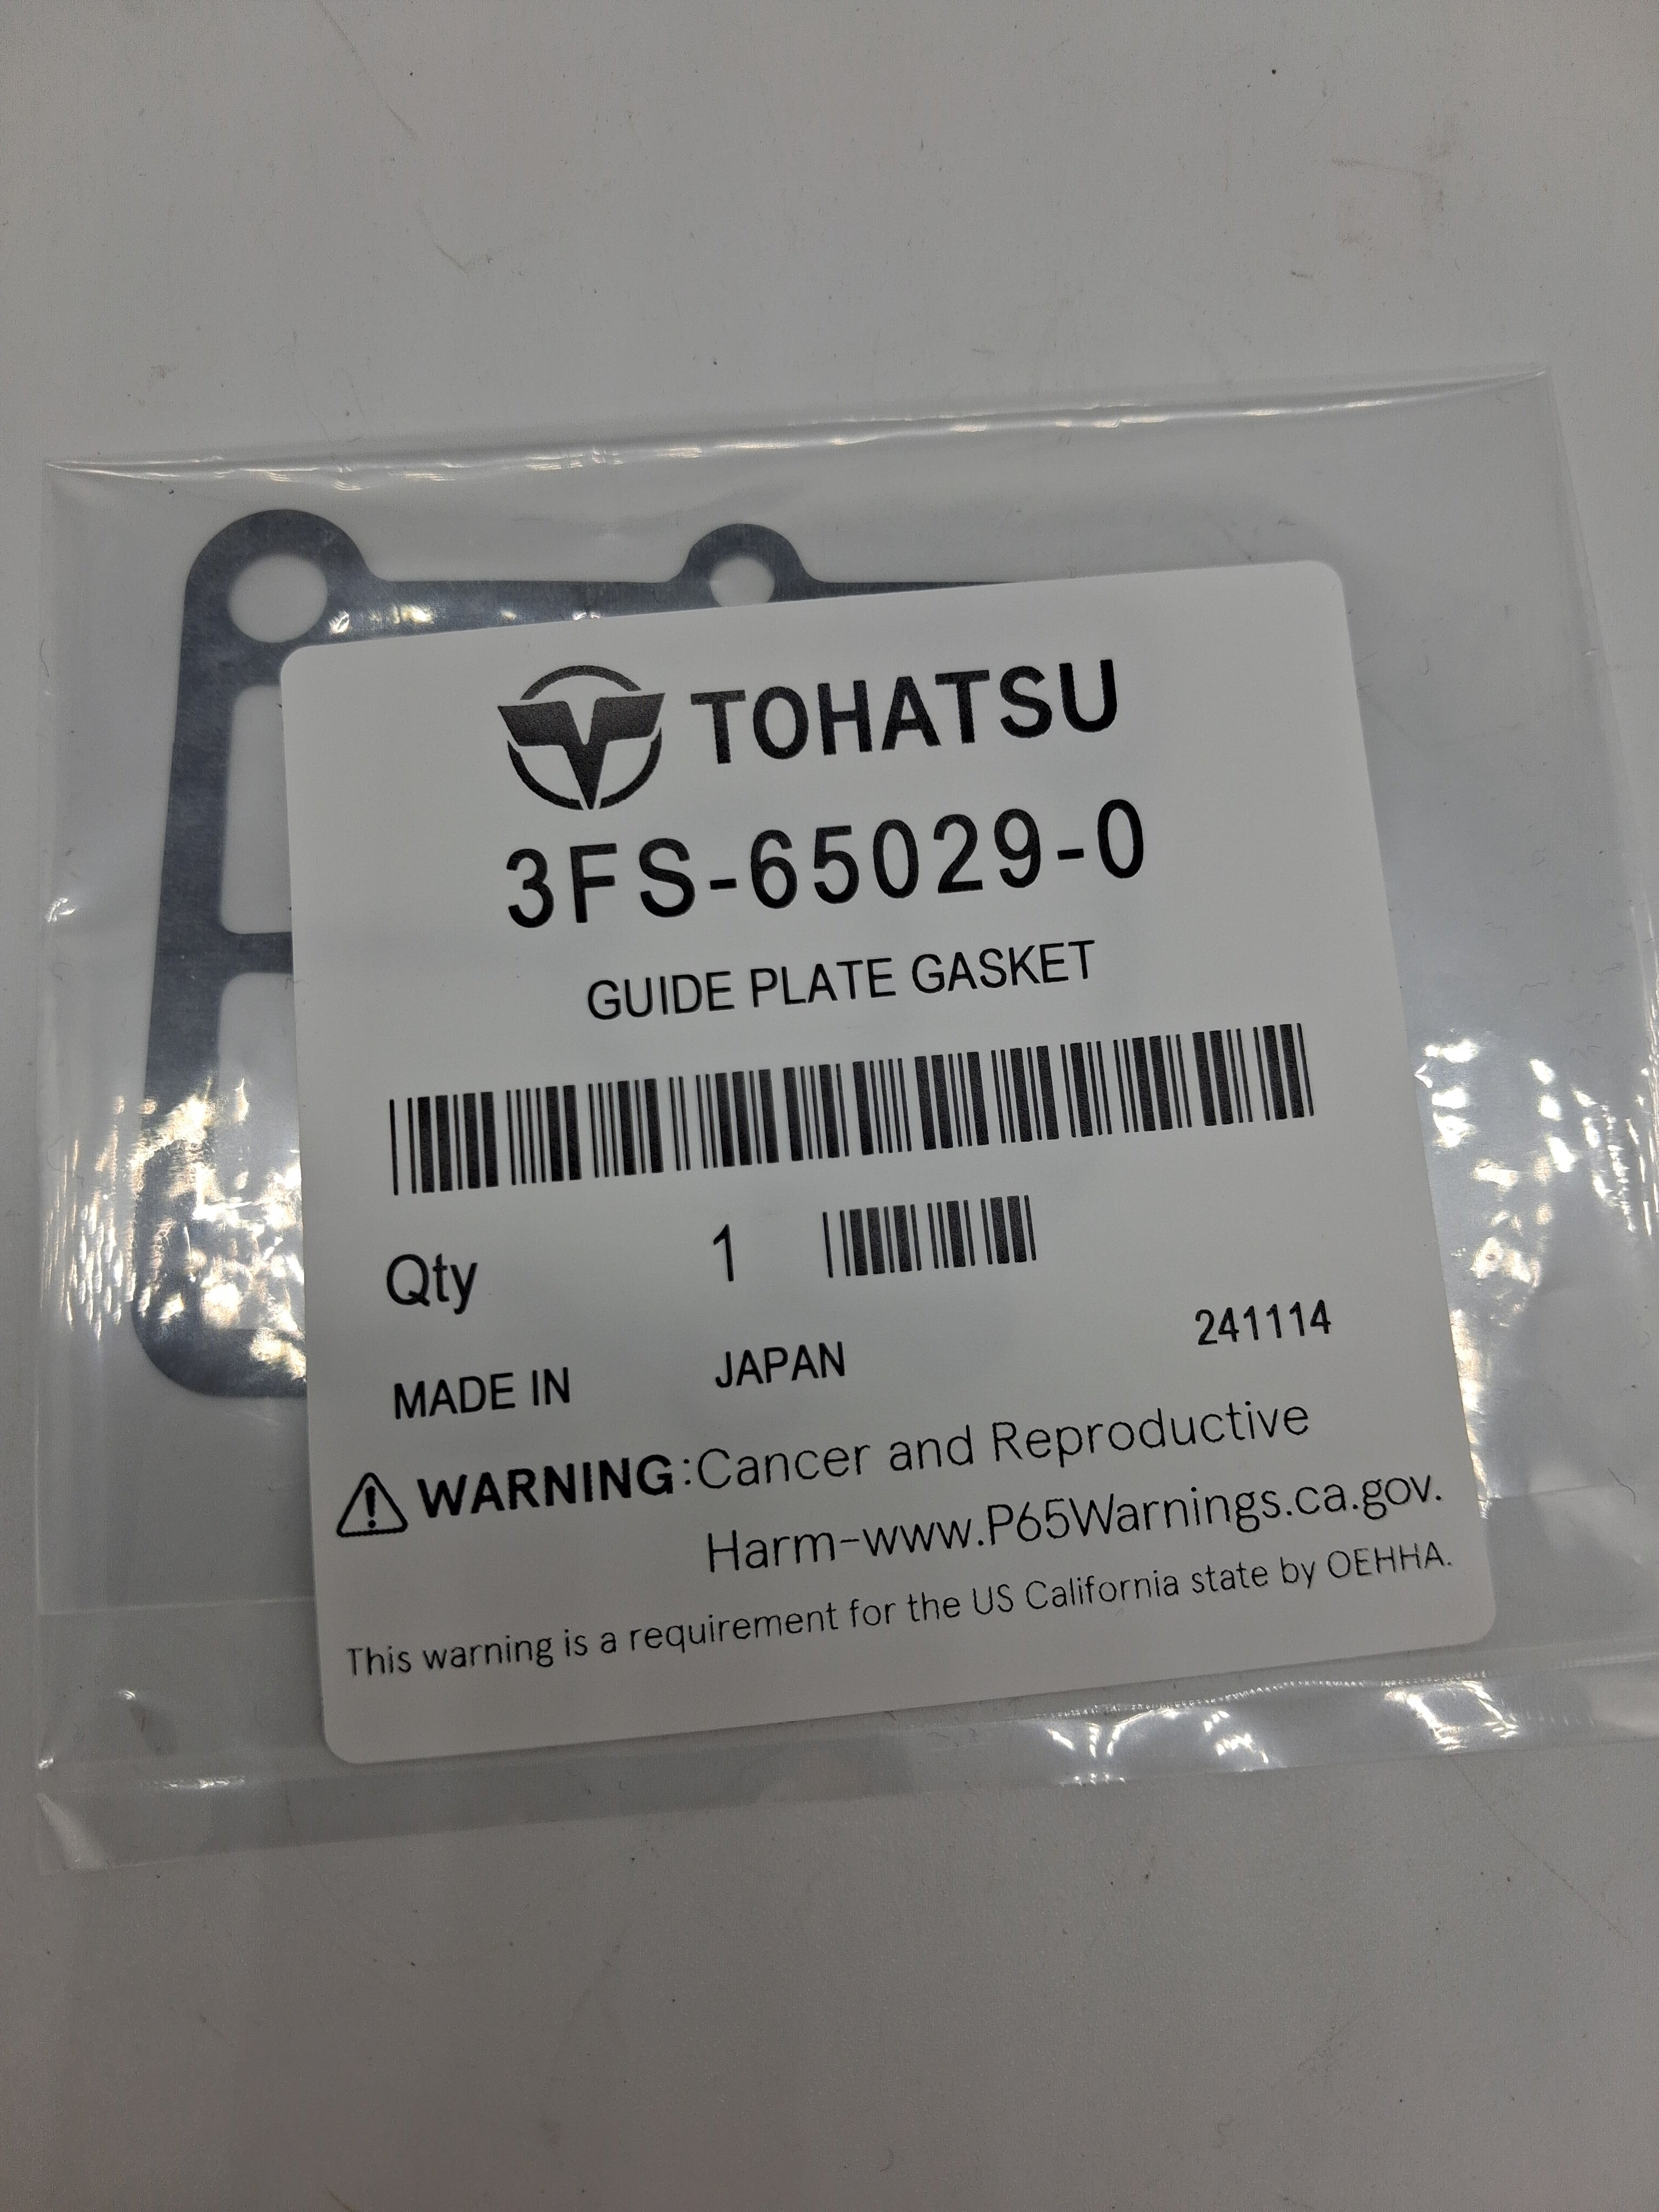 TOHATSU
3FS-65029-0
GUIDE PLATE GASKET
Qty 1
241114
MADE IN JAPAN
WARNING:Cancer and Reproductive
Harm-www.P65Warnings.ca.gov.
This warning is a requirement for the US California state by OEHHA.